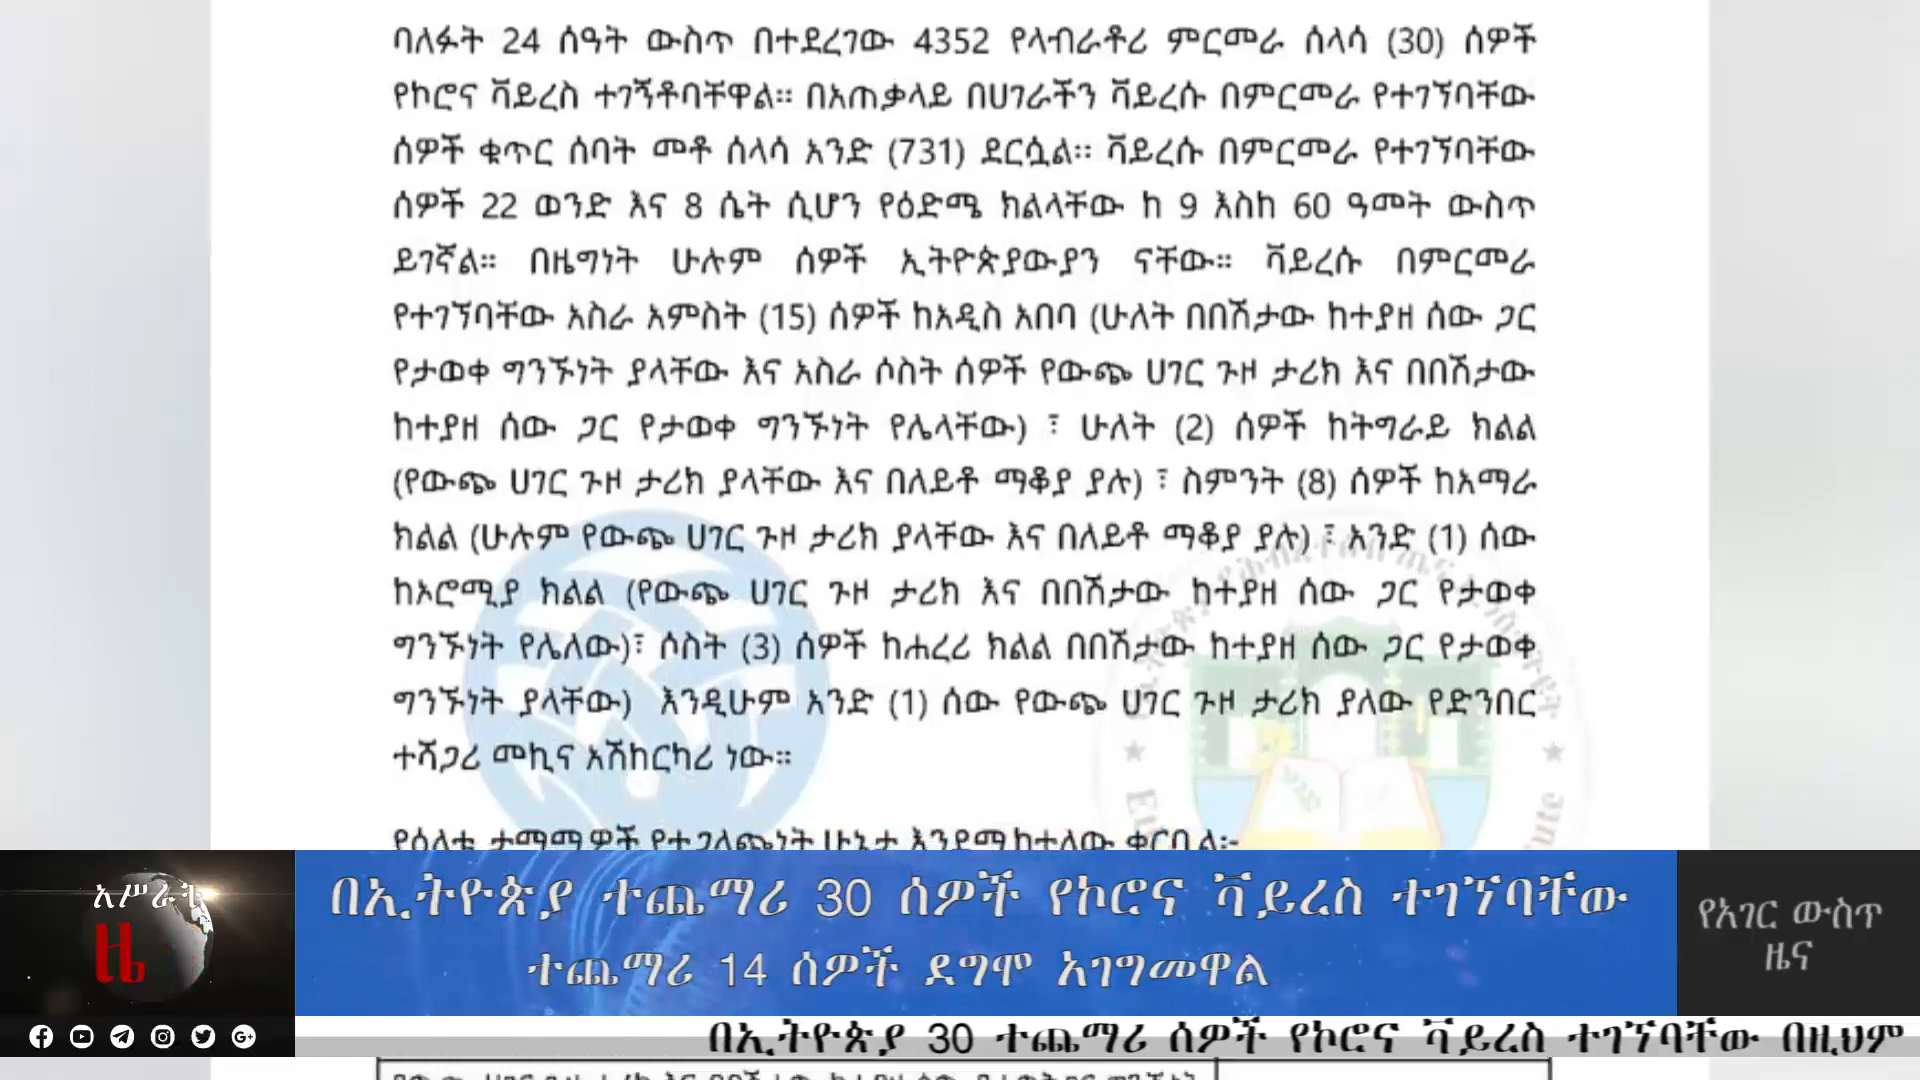 ባለፉት 24 ሰዓት ውስጥ በተደረገው 4352 የላብራቶሪ ምርመራ ሰላሳ (30) ሰዎች
የኮሮና ቫይረስ ተገኝቶባቸዋል። በአጠቃላይ በሀገራችን ቫይረሱ በምርመራ የተገኘባቸው
ሰዎች ቁጥር ሰባት መቶ ሰላሳ አንድ (731) ደርሷል። ቫይረሱ በምርመራ የተገኘባቸው
ሰዎች 22 ወንድ እና 8 ሴት ሲሆን የዕድሜ ክልላቸው ከ 9 እስከ 60 ዓመት ውስጥ
ይገኛል። በዜግነት ሁሉም ሰዎች ኢትዮጵያውያን ናቸው። ቫይረሱ በምርመራ
የተገኘባቸው አስራ አምስት (15) ሰዎች ከአዲስ አበባ (ሁለት በበሽታው ከተያዘ ሰው ጋር
የታወቀ ግንኙነት ያላቸው እና አስራ ሶስት ሰዎች የውጭ ሀገር ጉዞ ታሪክ እና በበሽታው
ከተያዘ ሰው ጋር የታወቀ ግንኙነት የሌላቸው) ፣ ሁለት (2) ሰዎች ከትግራይ ክልል
(የውጭ ሀገር ጉዞ ታሪክ ያላቸው እና በለይቶ ማቆያ ያሉ) ፣ ስምንት (8) ሰዎች ከአማራ
ክልል (ሁሉም የውጭ ሀገር ጉዞ ታሪክ ያላቸው እና በለይቶ ማቆያ ያሉ) ፣ አንድ (1) ሰው
ከኦሮሚያ ክልል (የውጭ ሀገር ጉዞ ታሪክ እና በበሽታው ከተያዘ ሰው ጋር የታወቀ
ግንኙነት የሌለው)፣ ሶስት (3) ሰዎች ከሐረሪ ክልል በበሽታው ከተያዘ ሰው ጋር የታወቀ
ግንኙነት ያላቸው) እንዲሁም አንድ (1) ሰው የውጭ ሀገር ጉዞ ታሪክ ያለው የድንበር
ተሻጋሪ መኪና አሽከርካሪ ነው።
የዕለቱ ታማሚዎች የተጋላጭነት ሁኔታ እንደሚከተለው ቀርቧል፦
አሥራት
ዜ
በኢትዮጵያ ተጨማሪ 30 ሰዎች የኮሮና ቫይረስ ተገኘባቸው
ተጨማሪ 14 ሰዎች ደግሞ አገግመዋል
የአገር ውስጥ
ዜና
በኢትዮጵያ 30 ተጨማሪ ሰዎች የኮሮና ቫይረስ ተገኘባቸው በዚህም